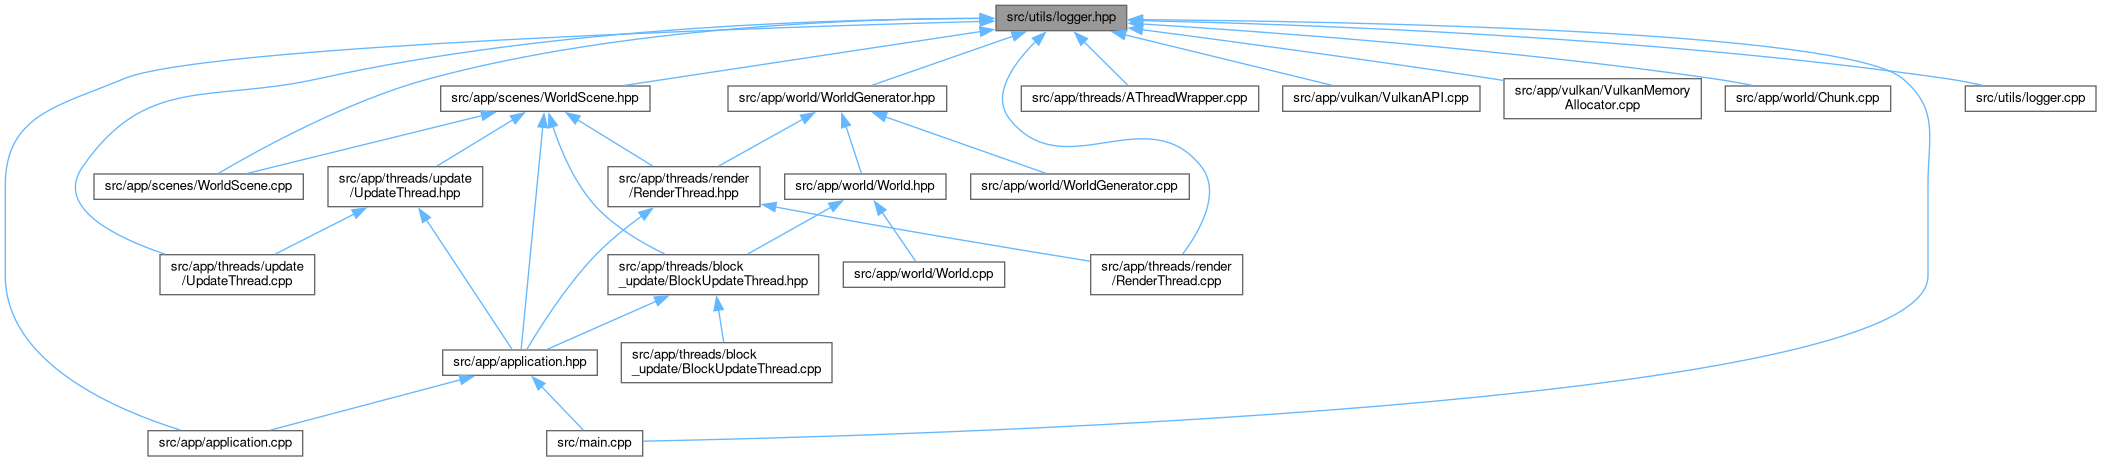 src/utils/logger.hpp
src/app/scenes/WorldScene.hpp
src/app/world/WorldGenerator.hpp
src/app/threads/AThreadWrapper.cpp
src/app/vulkan/VulkanAPI.cpp
src/app/vulkan/VulkanMemory
Allocator.cpp
src/app/world/Chunk.cpp
src/utils/logger.cpp
src/app/scenes/WorldScene.cpp
src/app/threads/update
/UpdateThread.hpp
src/app/threads/render
/RenderThread.hpp
src/app/world/World.hpp
src/app/world/WorldGenerator.cpp
src/app/threads/update
/UpdateThread.cpp
src/app/threads/block
_update/BlockUpdateThread.hpp
src/app/world/World.cpp
src/app/threads/render
/RenderThread.cpp
src/app/application.hpp
src/app/threads/block
_update/BlockUpdateThread.cpp
src/app/application.cpp
src/main.cpp